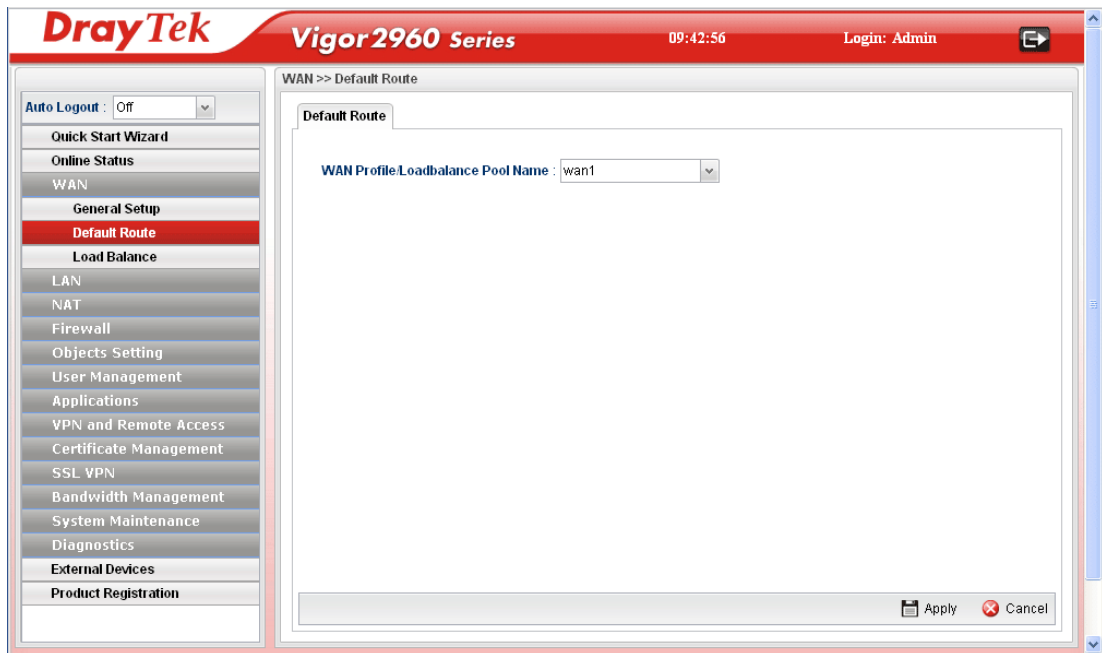 DrayTek
Vigor2960 Series
09:42:56
Login: Admin
Auto Logout : Off
Quick Start Wizard
Online Status
WAN
General Setup
Default Route
Load Balance
LAN
NAT
Firewall
Objects Setting
User Management
Applications
VPN and Remote Access
Certificate Management
SSL VPN
Bandwidth Management
System Maintenance
Diagnostics
External Devices
Product Registration
WAN >> Default Route
Default Route
WAN Profile/Loadbalance Pool Name : wan1
Apply
Cancel